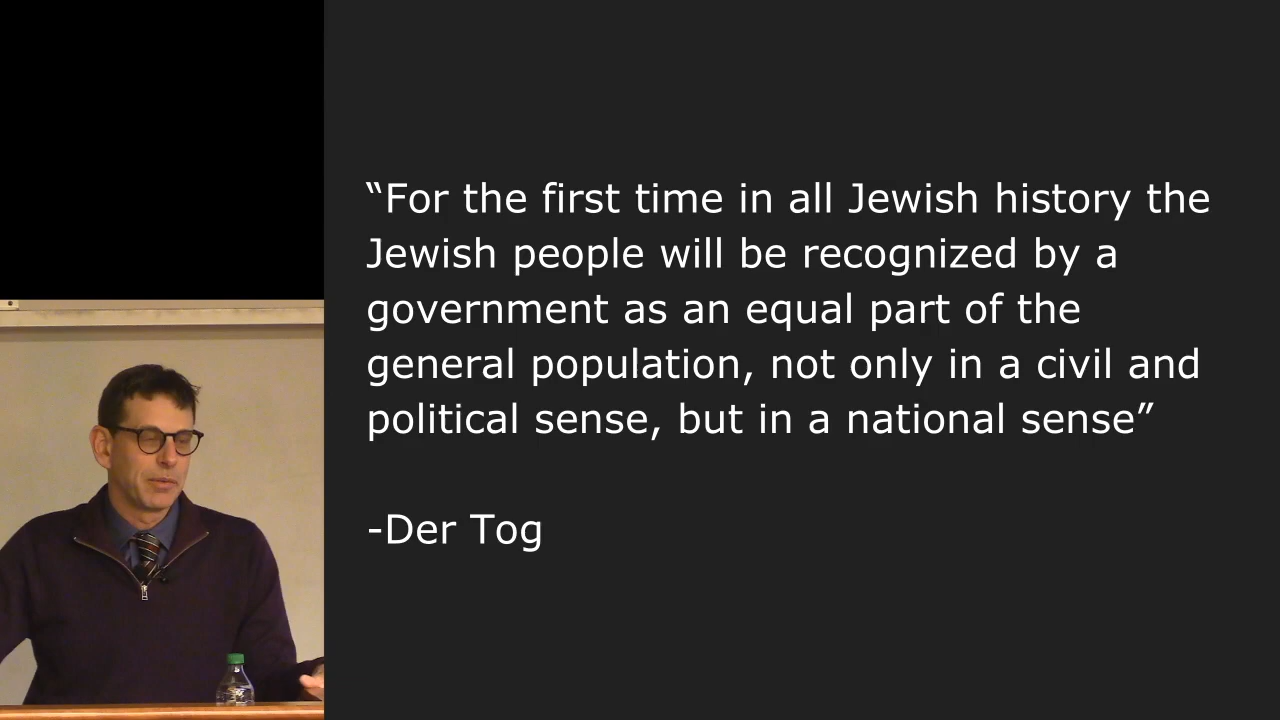 “For the first time in all Jewish history the
Jewish people will be recognized by a
government as an equal part of the
general population, not only in a civil and
political sense, but in a national sense”
-Der Tog